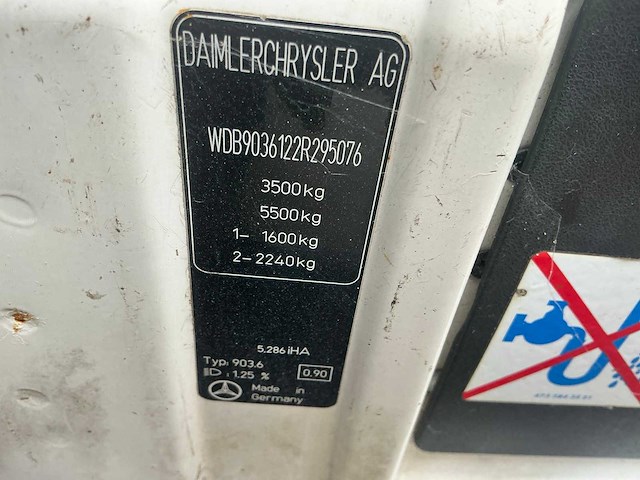 DAIMLERCHRYSLER AG
WDB9036122R295076
3500kg
5500kg
1- 1600kg
2-2240kg
5.286iHA
Typ: 903.6
: 1.25 % 0.90
Made in
Germany